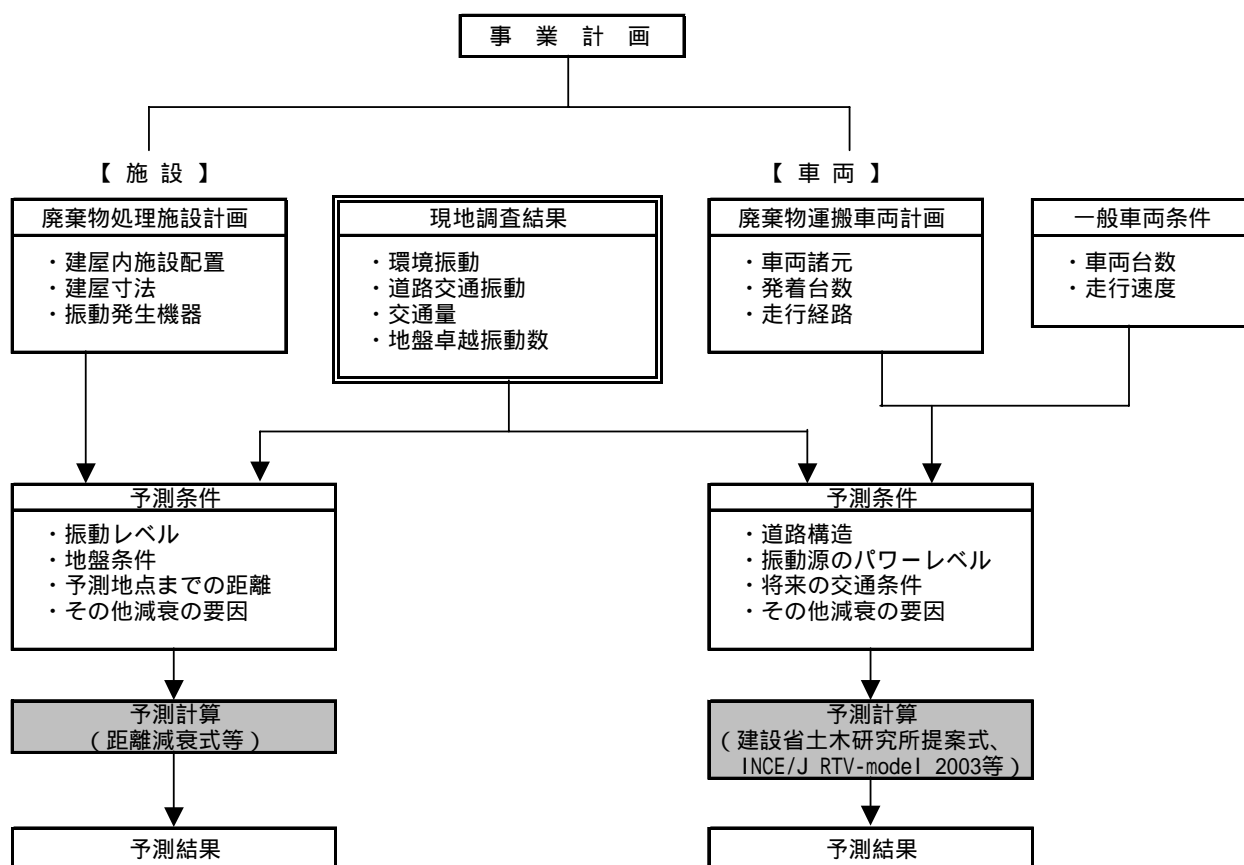 事 業 計 画
【 施 設 】
【 車 両 】
廃棄物処理施設計画
・建屋内施設配置
・建屋寸法
・振動発生機器
現地調査結果
・環境振動
・道路交通振動
・交通量
・地盤卓越振動数
廃棄物運搬車両計画
・車両諸元
・発着台数
・走行経路
一般車両条件
・車両台数
・走行速度
予測条件
・振動レベル
・地盤条件
・予測地点までの距離
・その他減衰の要因
予測条件
・道路構造
・振動源のパワーレベル
・将来の交通条件
・その他減衰の要因
予測計算
（距離減衰式等）
予測計算
（建設省土木研究所提案式、
INCE/J RTV-model 2003等）
予測結果
予測結果